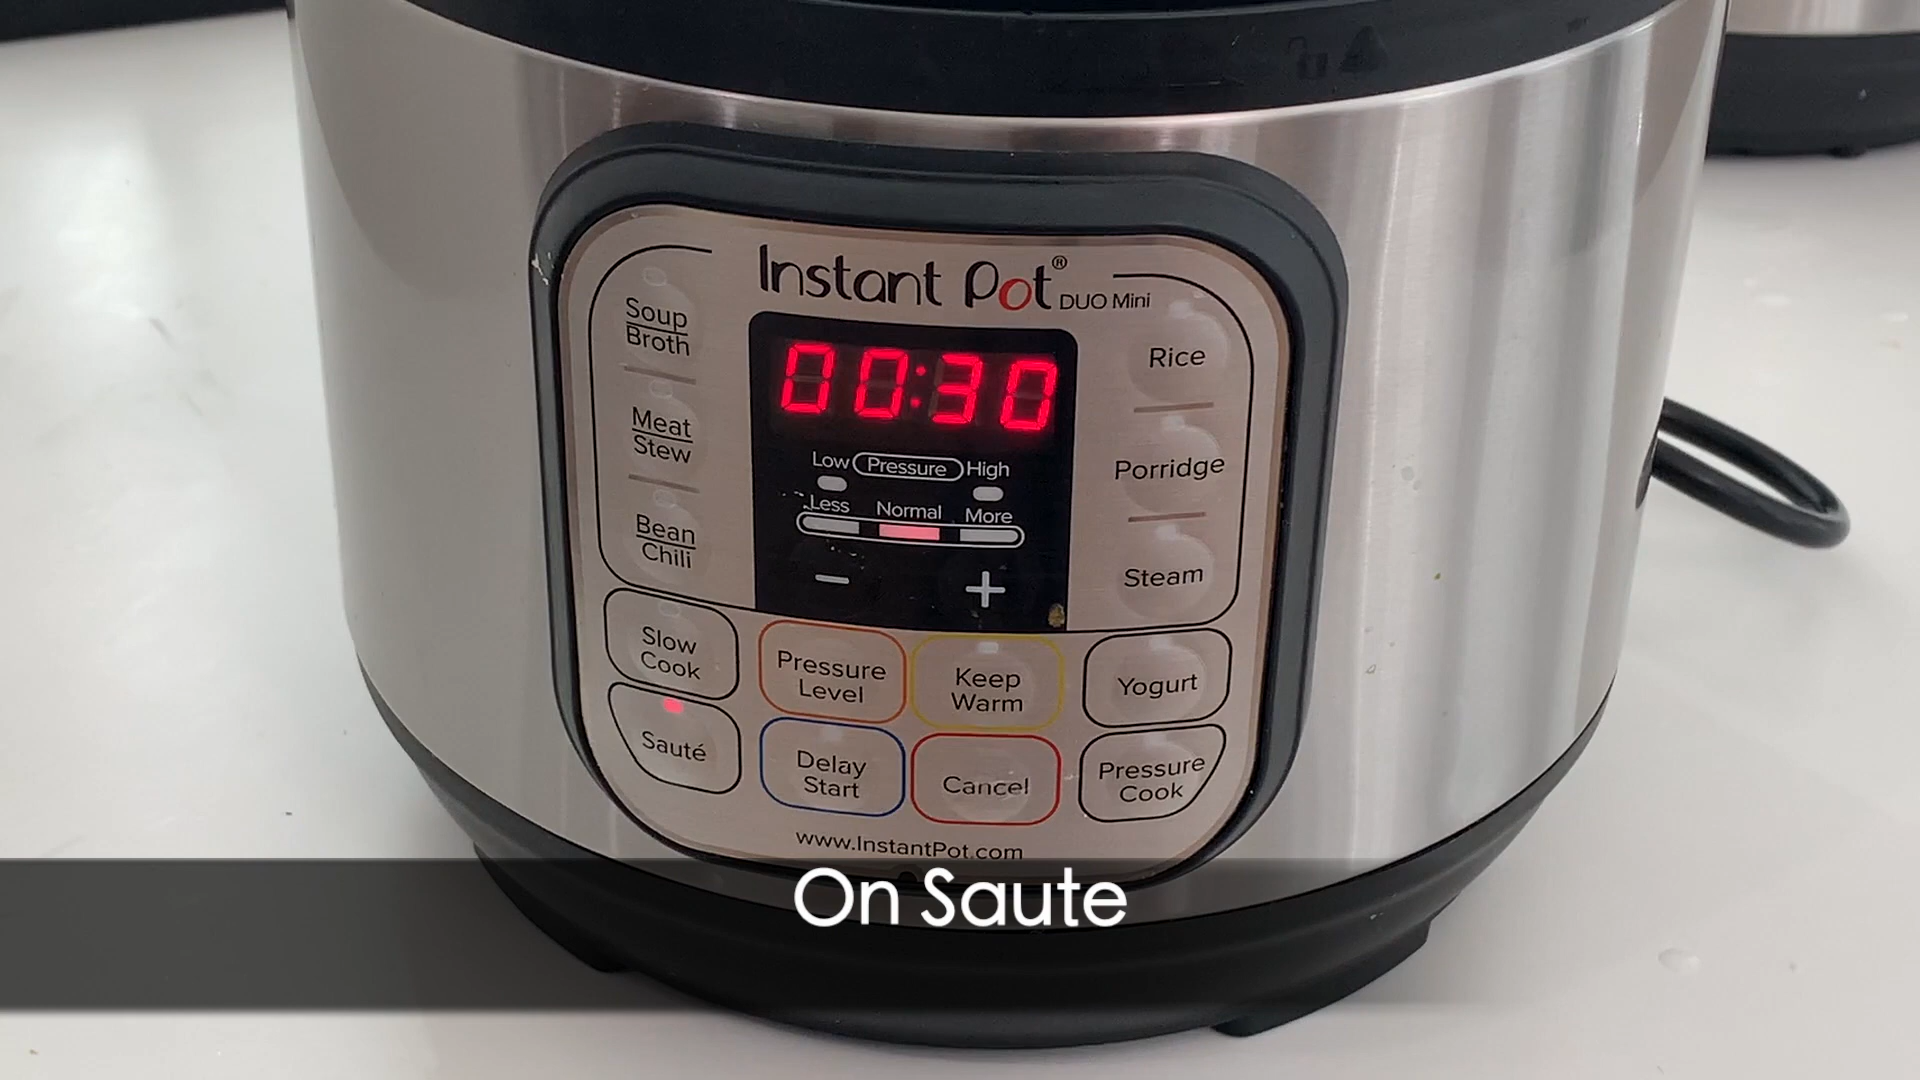 Instant Pot® DUO Mini
Soup
Broth
Meat
Stew
Bean
Chili
00:30
Low Pressure High
Less Normal More
− +
Rice
Porridge
Steam
Slow
Cook
Pressure
Level
Keep
Warm
Yogurt
Sauté
Delay
Start
Cancel
Pressure
Cook
www.InstantPot.com
On Saute